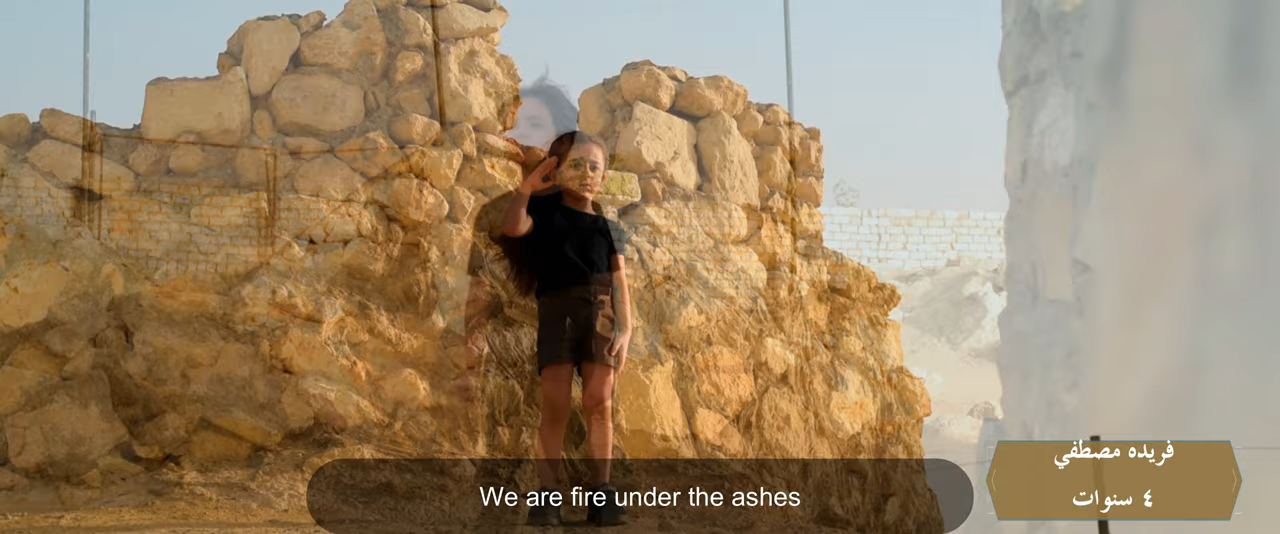 فريده مصطفي
٤ سنوات
We are fire under the ashes